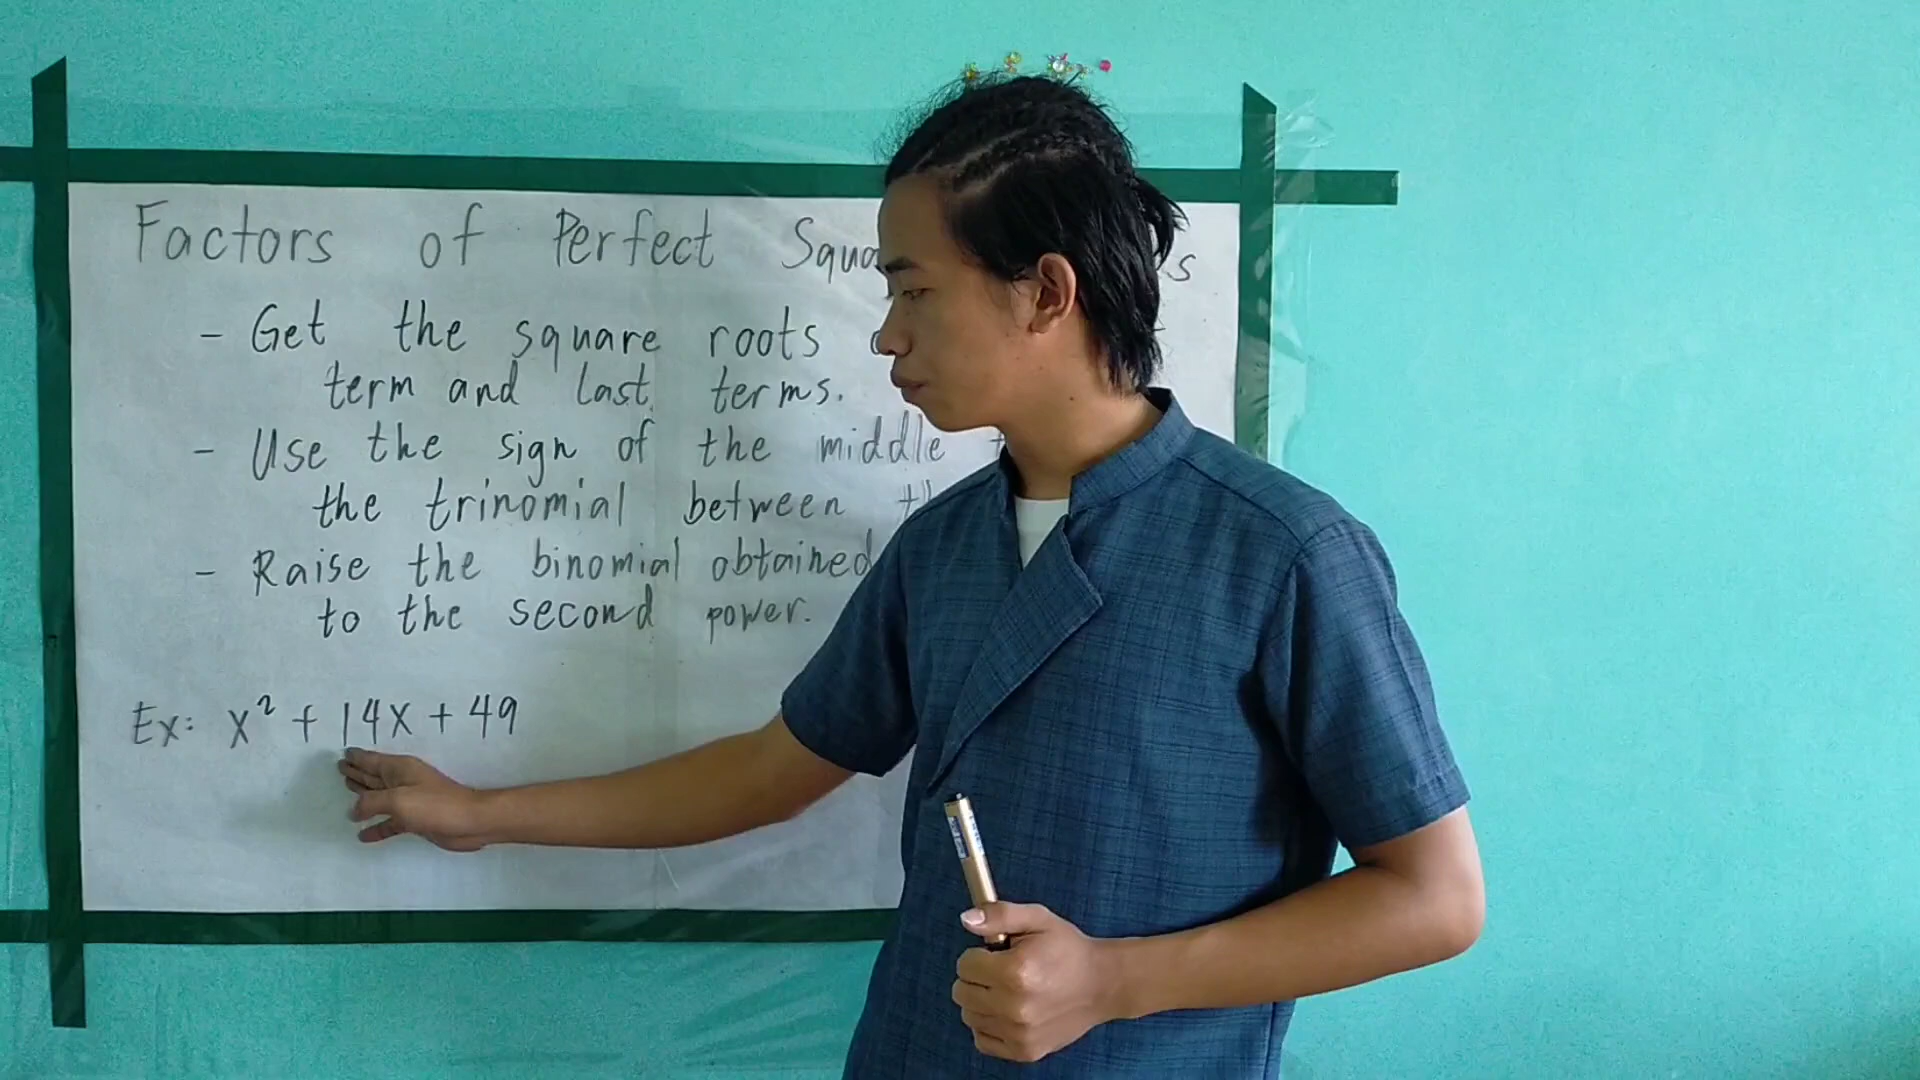 Factors of Perfect
- Get the square roots
term and last terms.
- Use the sign of the middle
the trinomial between
- Raise the binomial obtained
to the second power.
Ex: x² + 14x + 49